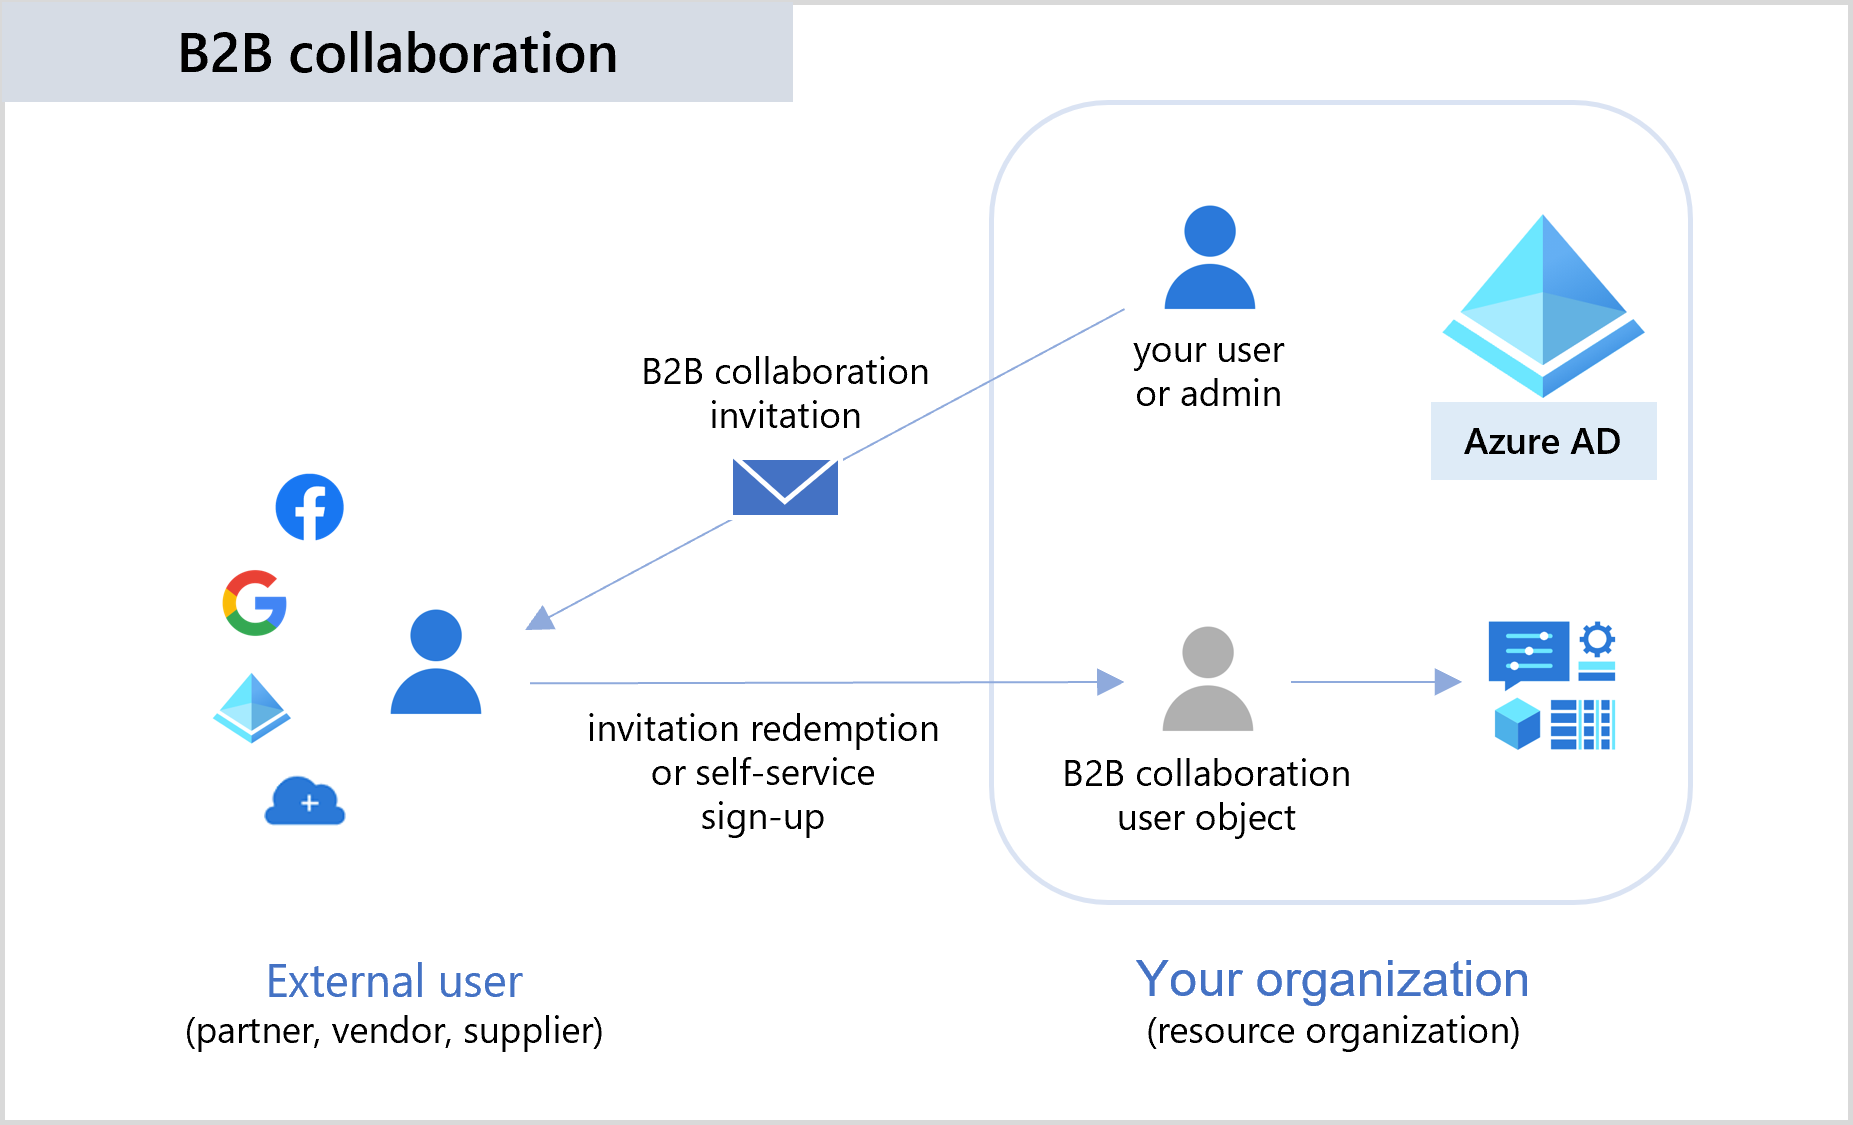 B2B collaboration
your user
or admin
Azure AD
B2B collaboration
invitation
invitation redemption
or self-service
sign-up
B2B collaboration
user object
External user
(partner, vendor, supplier)
Your organization
(resource organization)